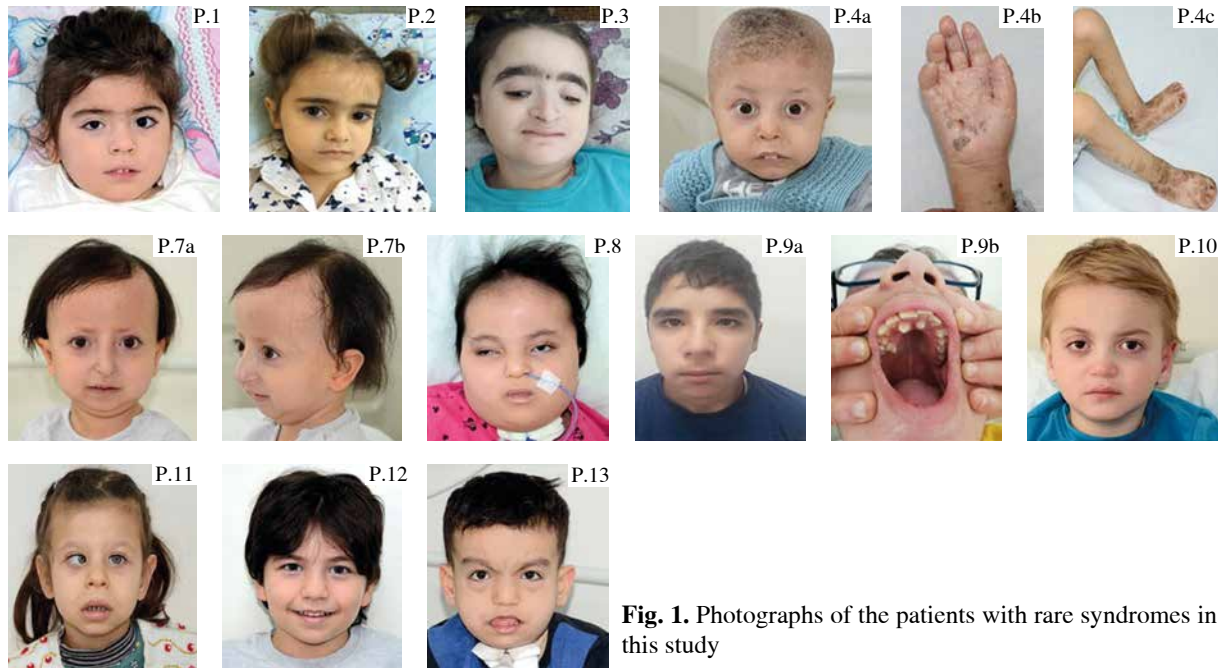 P.1
P.2
P.3
P.4a
P.4b
P.4c
P.7a
P.7b
P.8
P.9a
P.9b
P.10
P.11
P.12
P.13
Fig. 1. Photographs of the patients with rare syndromes in
this study